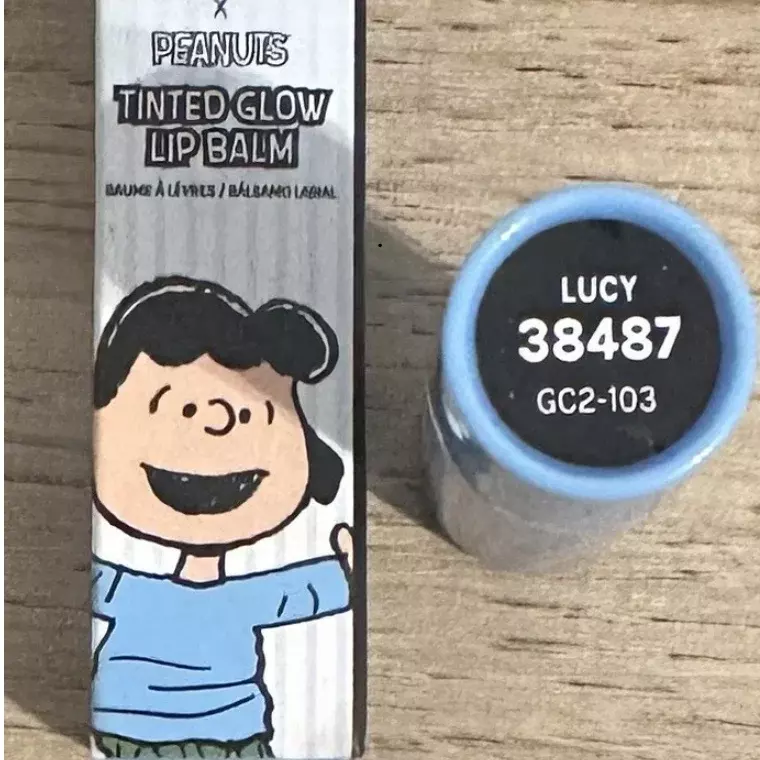 X
PEANUTS
TINTED GLOW
LIP BALM
BAUME À LÈVRES / BÁLSAMO LABIAL
LUCY
38487
GC2-103